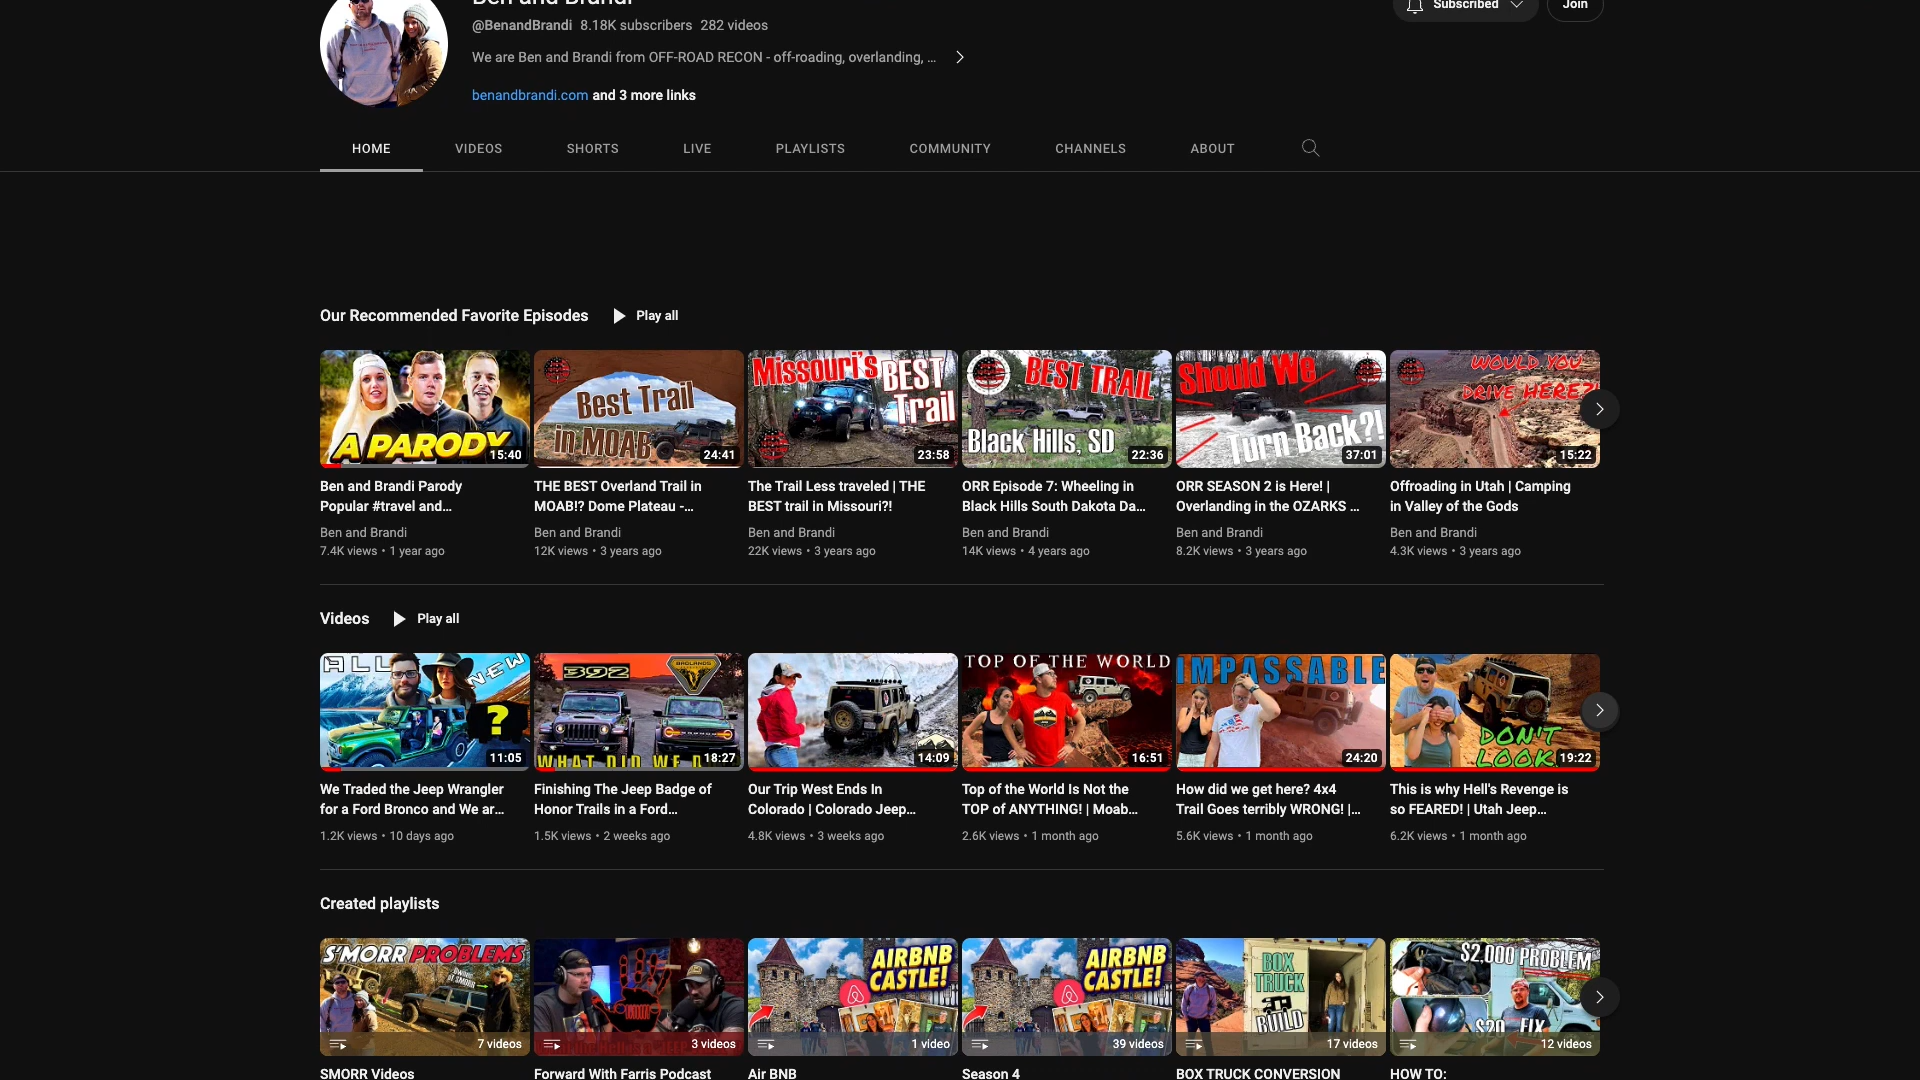 Ben and Brandi
@BenandBrandi 8.18K subscribers 282 videos
Subscribed
Join
We are Ben and Brandi from OFF-ROAD RECON - off-roading, overlanding, ...
benandbrandi.com and 3 more links
HOME VIDEOS SHORTS LIVE PLAYLISTS COMMUNITY CHANNELS ABOUT
Our Recommended Favorite Episodes Play all
A PARODY
15:40
Best Trail
in MOAB
24:41
Missouri's BEST
Trail
23:58
BEST TRAIL
Black Hills, SD
22:36
Should We
Turn Back?!
37:01
WOULD YOU
DRIVE HERE?!
15:22
Ben and Brandi Parody
Popular #travel and...
Ben and Brandi
7.4K views • 1 year ago
THE BEST Overland Trail in
MOAB!? Dome Plateau -...
Ben and Brandi
12K views • 3 years ago
The Trail Less traveled | THE
BEST trail in Missouri?!
Ben and Brandi
22K views • 3 years ago
ORR Episode 7: Wheeling in
Black Hills South Dakota Da...
Ben and Brandi
14K views • 4 years ago
ORR SEASON 2 is Here! |
Overlanding in the OZARKS ...
Ben and Brandi
8.2K views • 3 years ago
Offroading in Utah | Camping
in Valley of the Gods
Ben and Brandi
4.3K views • 3 years ago
Videos Play all
ALL NEW
?
11:05
392
BADLANDS
WHAT DID WE D
18:27
14:09
TOP OF THE WORLD
16:51
IMPASSABLE
24:20
DON'T
LOOK
19:22
We Traded the Jeep Wrangler
for a Ford Bronco and We ar...
1.2K views • 10 days ago
Finishing The Jeep Badge of
Honor Trails in a Ford...
1.5K views • 2 weeks ago
Our Trip West Ends In
Colorado | Colorado Jeep...
4.8K views • 3 weeks ago
Top of the World Is Not the
TOP of ANYTHING! | Moab...
2.6K views • 1 month ago
How did we get here? 4x4
Trail Goes terribly WRONG! |...
5.6K views • 1 month ago
This is why Hell's Revenge is
so FEARED! | Utah Jeep...
6.2K views • 1 month ago
Created playlists
S'MORR PROBLEMS
OWNER
OF SMORR
7 videos
3 videos
AIRBNB
CASTLE!
1 video
AIRBNB
CASTLE!
39 videos
BOX
TRUCK
BUILD
17 videos
$2,000 PROBLEM
$20 FIX
12 videos
SMORR Videos
Forward With Farris Podcast
Air BNB
Season 4
BOX TRUCK CONVERSION
HOW TO: